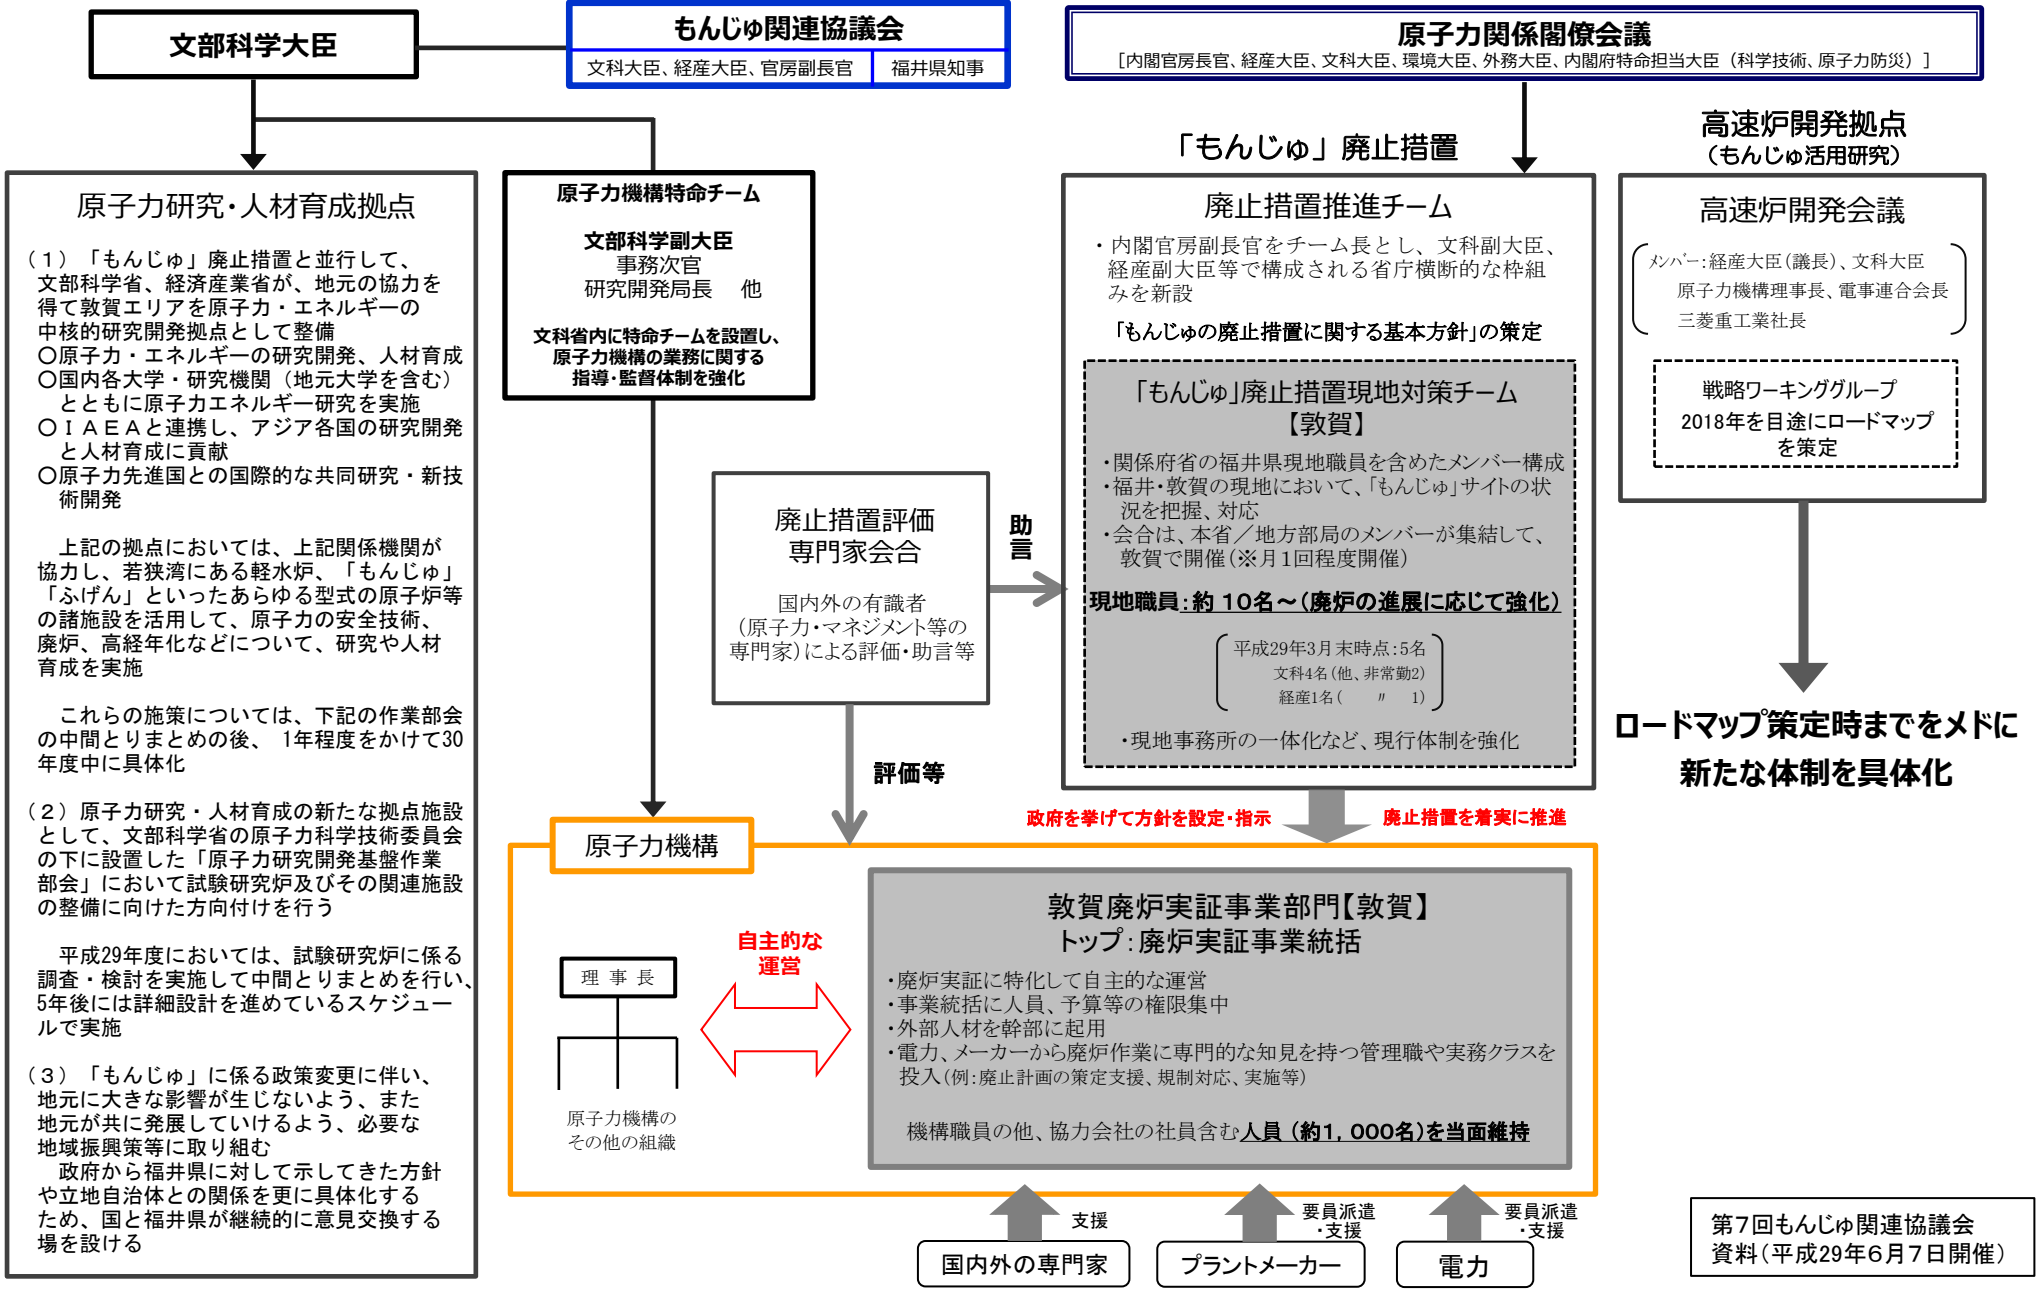 文部科学大臣
もんじゅ関連協議会
文科大臣、経産大臣、官房副長官
福井県知事
原子力関係閣僚会議
[内閣官房長官、経産大臣、文科大臣、環境大臣、外務大臣、内閣府特命担当大臣（科学技術、原子力防災）]
原子力研究・人材育成拠点
（１）「もんじゅ」廃止措置と並行して、
文部科学省、経済産業省が、地元の協力を
得て敦賀エリアを原子力・エネルギーの
中核的研究開発拠点として整備
○原子力・エネルギーの研究開発、人材育成
○国内各大学・研究機関（地元大学を含む）
とともに原子力エネルギー研究を実施
○ＩＡＥＡと連携し、アジア各国の研究開発
と人材育成に貢献
○原子力先進国との国際的な共同研究・新技
術開発
上記の拠点においては、上記関係機関が
協力し、若狭湾にある軽水炉、「もんじゅ」
「ふげん」といったあらゆる型式の原子炉等
の諸施設を活用して、原子力の安全技術、
廃炉、高経年化などについて、研究や人材
育成を実施
これらの施策については、下記の作業部会
の中間とりまとめの後、 1年程度をかけて30
年度中に具体化
（２）原子力研究・人材育成の新たな拠点施設
として、文部科学省の原子力科学技術委員会
の下に設置した「原子力研究開発基盤作業
部会」において試験研究炉及びその関連施設
の整備に向けた方向付けを行う
平成29年度においては、試験研究炉に係る
調査・検討を実施して中間とりまとめを行い、
5年後には詳細設計を進めているスケジュー
ルで実施
（３）「もんじゅ」に係る政策変更に伴い、
地元に大きな影響が生じないよう、また
地元が共に発展していけるよう、必要な
地域振興策等に取り組む
政府から福井県に対して示してきた方針
や立地自治体との関係を更に具体化する
ため、国と福井県が継続的に意見交換する
場を設ける
原子力機構特命チーム
文部科学副大臣
事務次官
研究開発局長　他
文科省内に特命チームを設置し、
原子力機構の業務に関する
指導・監督体制を強化
廃止措置評価
専門家会合
国内外の有識者
（原子力・マネジメント等の
専門家）による評価・助言等
助言
評価等
「もんじゅ」廃止措置
廃止措置推進チーム
・内閣官房副長官をチーム長とし、文科副大臣、
経産副大臣等で構成される省庁横断的な枠組
みを新設
「もんじゅの廃止措置に関する基本方針」の策定
「もんじゅ」廃止措置現地対策チーム
【敦賀】
・関係府省の福井県現地職員を含めたメンバー構成
・福井・敦賀の現地において、「もんじゅ」サイトの状
況を把握、対応
・会合は、本省／地方部局のメンバーが集結して、
敦賀で開催（※月１回程度開催）
現地職員：約 10名～（廃炉の進展に応じて強化）
平成29年3月末時点：5名
文科4名（他、非常勤2）
経産1名（　〃　1）
・現地事務所の一体化など、現行体制を強化
政府を挙げて方針を設定・指示
廃止措置を着実に推進
高速炉開発拠点
（もんじゅ活用研究）
高速炉開発会議
メンバー：経産大臣（議長）、文科大臣
原子力機構理事長、電事連合会長
三菱重工業社長
戦略ワーキンググループ
2018年を目途にロードマップ
を策定
ロードマップ策定時までをメドに
新たな体制を具体化
原子力機構
理 事 長
原子力機構の
その他の組織
自主的な
運営
敦賀廃炉実証事業部門【敦賀】
トップ：廃炉実証事業統括
・廃炉実証に特化して自主的な運営
・事業統括に人員、予算等の権限集中
・外部人材を幹部に起用
・電力、メーカーから廃炉作業に専門的な知見を持つ管理職や実務クラスを
投入（例：廃止計画の策定支援、規制対応、実施等）
機構職員の他、協力会社の社員含む人員（約１，０００名）を当面維持
支援
要員派遣
・支援
要員派遣
・支援
国内外の専門家
プラントメーカー
電力
第７回もんじゅ関連協議会
資料（平成29年６月７日開催）